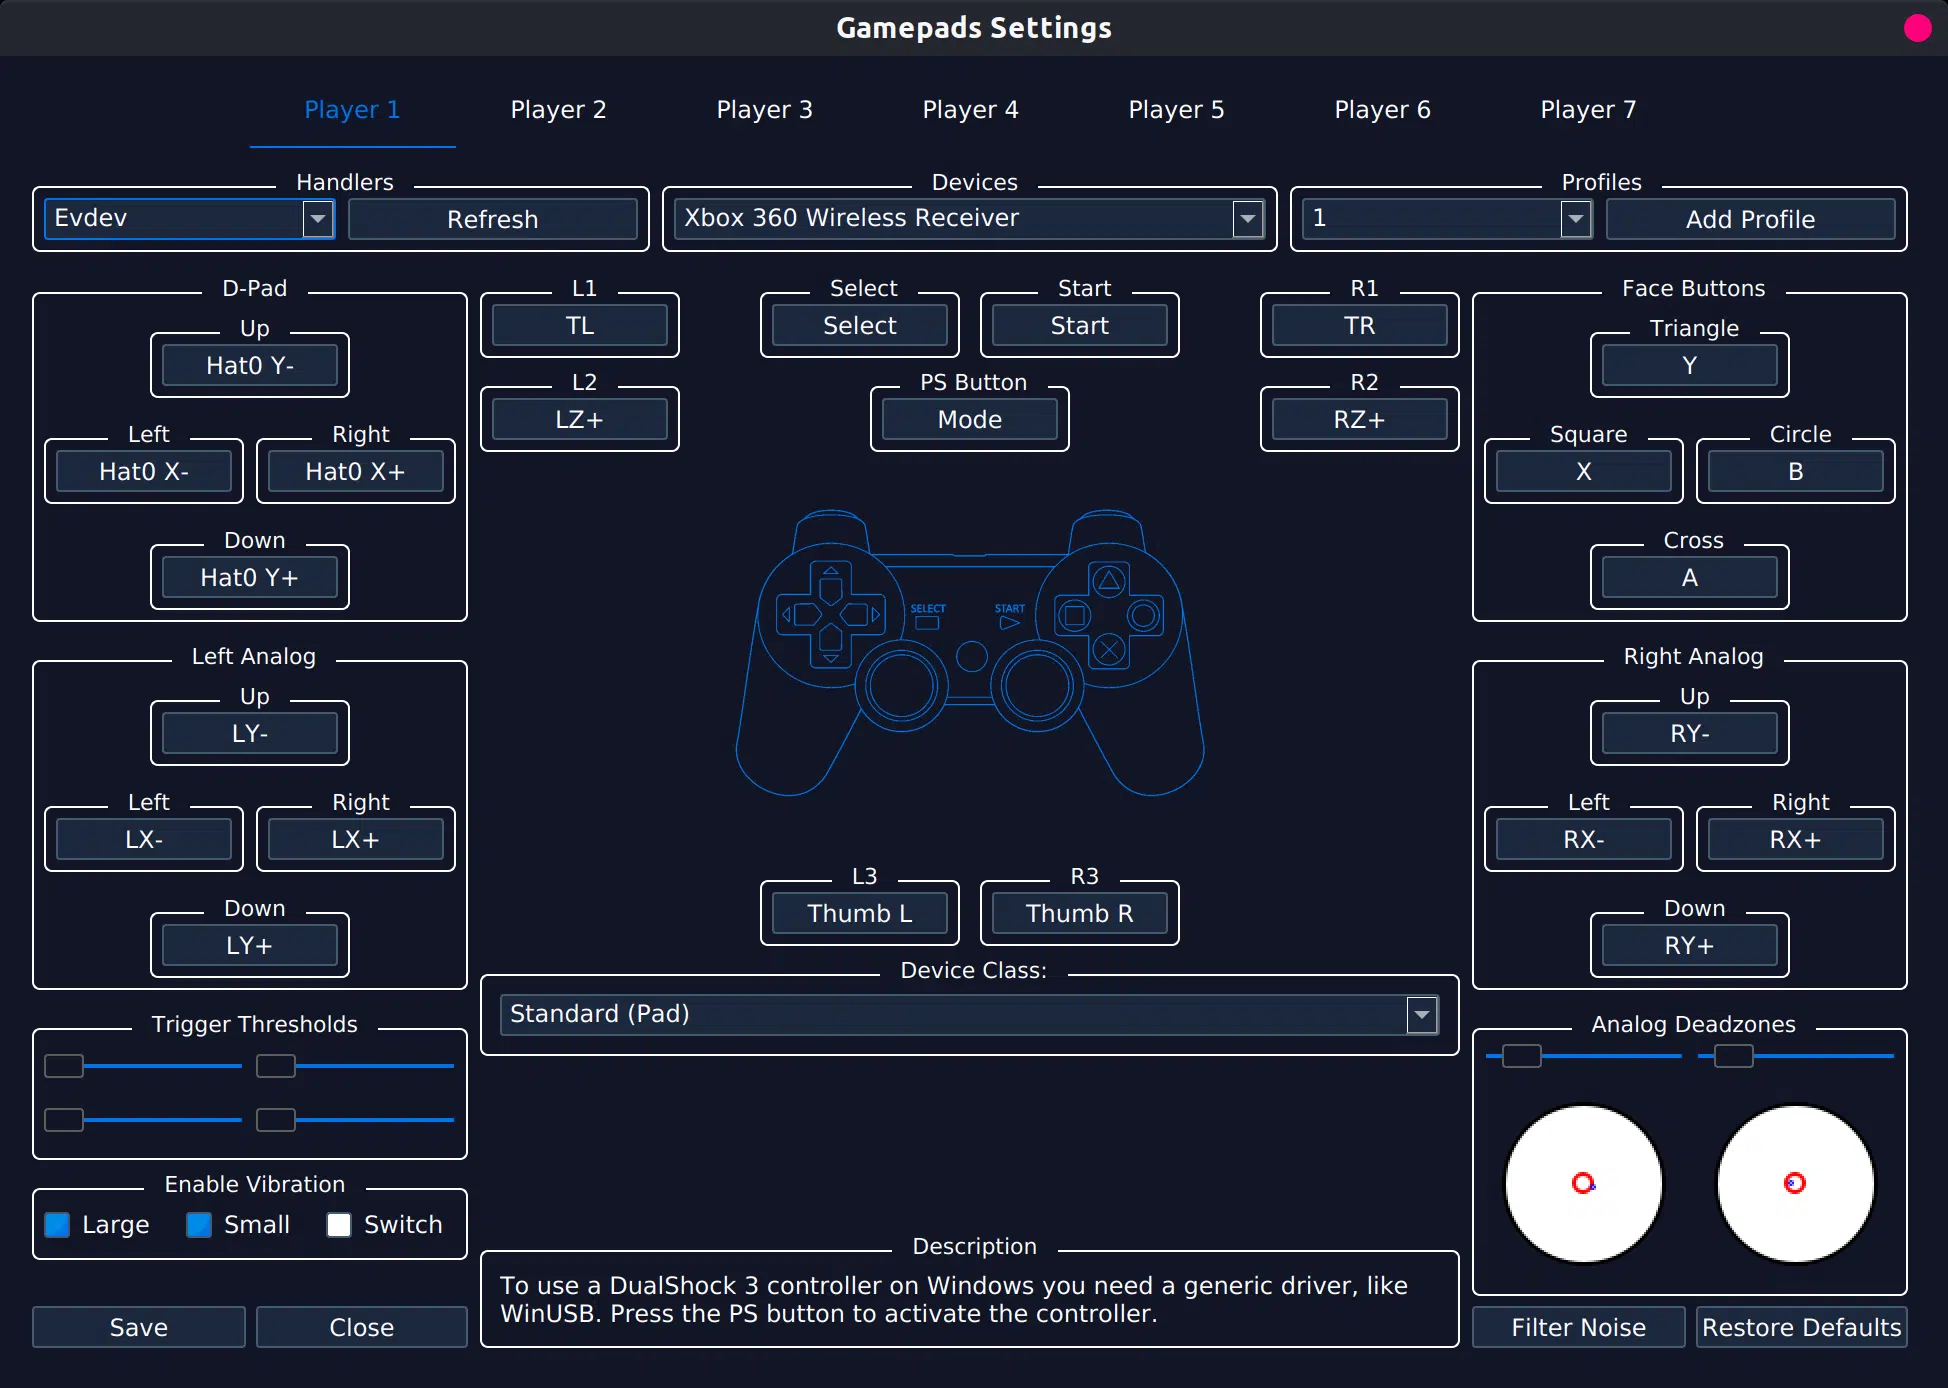 Gamepads Settings
Player 1 Player 2 Player 3 Player 4 Player 5 Player 6 Player 7
Handlers Devices Profiles
Evdev Refresh Xbox 360 Wireless Receiver 1 Add Profile
D-Pad L1 Select Start R1 Face Buttons
TL Select Start TR
Up Triangle
Hat0 Y- Y
L2 PS Button R2
LZ+ Mode RZ+
Left Right Square Circle
Hat0 X- Hat0 X+ X B
Down Cross
Hat0 Y+ A
SELECT START
Left Analog Right Analog
Up Up
LY- RY-
Left Right Left Right
LX- LX+ RX- RX+
L3 R3
Thumb L Thumb R
Down Down
LY+ RY+
Device Class:
Standard (Pad)
Trigger Thresholds Analog Deadzones
Enable Vibration
Large Small Switch
Description
To use a DualShock 3 controller on Windows you need a generic driver, like
WinUSB. Press the PS button to activate the controller.
Save Close Filter Noise Restore Defaults